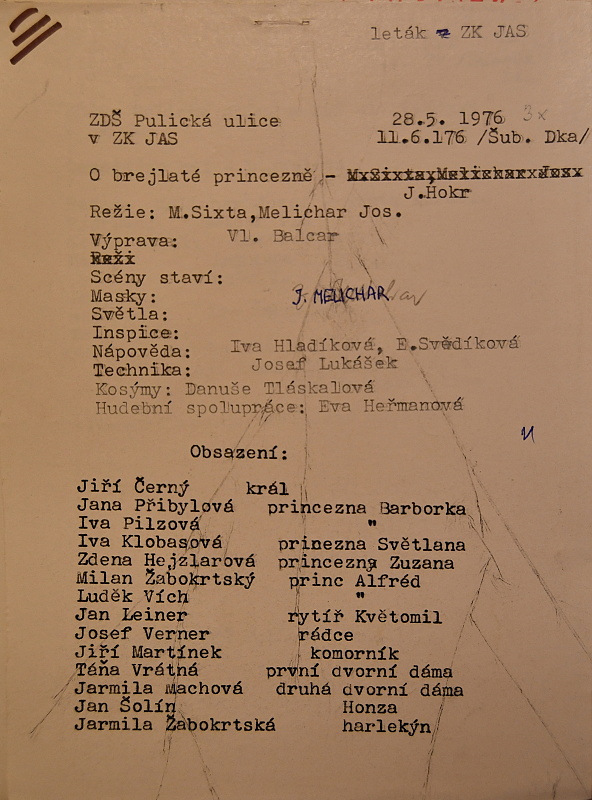 leták z ZK JAS
ZDŠ Pulická ulice 28.5. 1976 3x
v ZK JAS 11.6.176 /Šub. Dka/
O brejlaté princezně - M.Sixta,Melichar Jos.
J.Hokr
Režie: M.Sixta,Melichar Jos.
Výprava: Vl. Balcar
Reži
Scény staví:
Masky: J. MELICHAR
Světla:
Inspice:
Nápověda: Iva Hladíková, E.Svědíková
Technika: Josef Lukášek
Kosýmy: Danuše Tláskalová
Hudební spolupráce: Eva Heřmanová
Obsazení:
Jiří Černý král
Jana Přibylová princezna Barborka
Iva Pilzová "
Iva Klobasová prinezna Světlana
Zdena Hejzlarová princezna Zuzana
Milan Žabokrtský princ Alfréd
Luděk Vích "
Jan Leiner rytíř Květomil
Josef Verner rádce
Jiří Martínek komorník
Táňa Vrátná první dvorní dáma
Jarmila Machová druhá dvorní dáma
Jan Šolín Honza
Jarmila Žabokrtská harlekýn